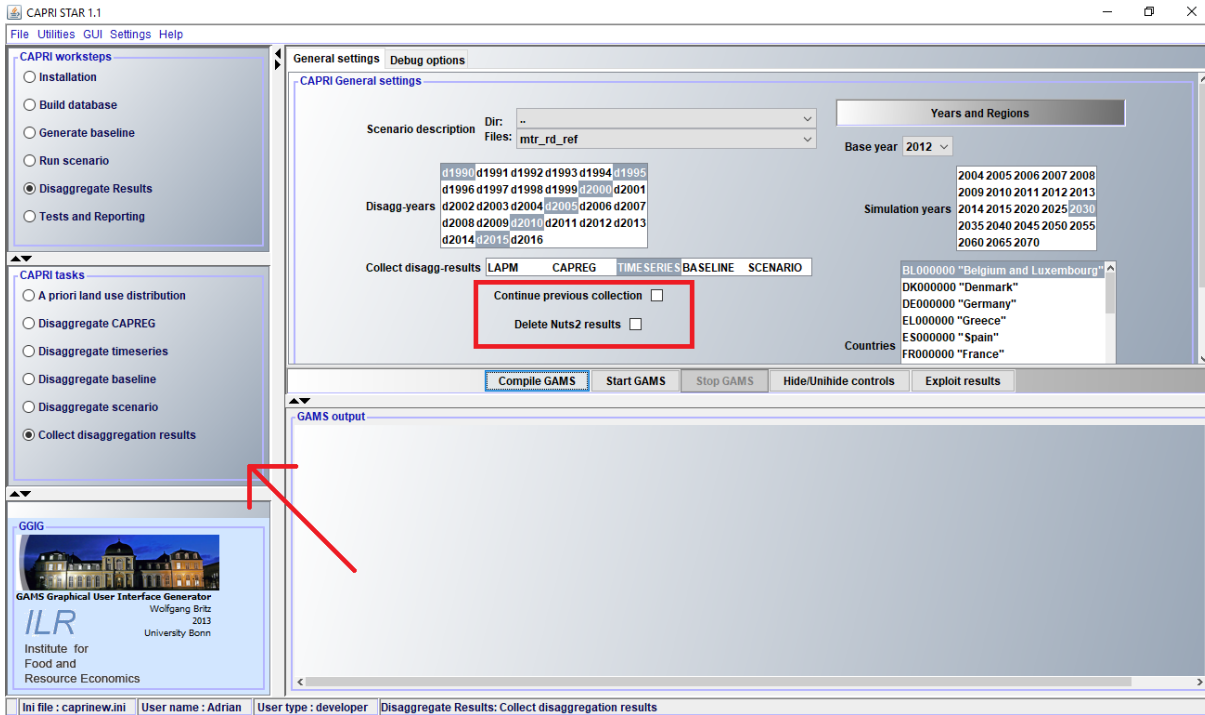 CAPRI STAR 1.1
File Utilities GUI Settings Help
CAPRI worksteps
Installation
Build database
Generate baseline
Run scenario
Disaggregate Results
Tests and Reporting
CAPRI tasks
A priori land use distribution
Disaggregate CAPREG
Disaggregate timeseries
Disaggregate baseline
Disaggregate scenario
Collect disaggregation results
GGIG
GAMS Graphical User Interface Generator
Wolfgang Britz
2013
University Bonn
ILR
Institute for
Food and
Resource Economics
General settings Debug options
CAPRI General settings
Scenario description
Dir: ..
Files: mtr_rd_ref
Disagg-years
d1990 d1991 d1992 d1993 d1994 d1995
d1996 d1997 d1998 d1999 d2000 d2001
d2002 d2003 d2004 d2005 d2006 d2007
d2008 d2009 d2010 d2011 d2012 d2013
d2014 d2015 d2016
Collect disagg-results LAPM CAPREG TIMESERIES BASELINE SCENARIO
Continue previous collection
Delete Nuts2 results
Years and Regions
Base year 2012
Simulation years
2004 2005 2006 2007 2008
2009 2010 2011 2012 2013
2014 2015 2020 2025 2030
2035 2040 2045 2050 2055
2060 2065 2070
Countries
BL000000 "Belgium and Luxembourg"
DK000000 "Denmark"
DE000000 "Germany"
EL000000 "Greece"
ES000000 "Spain"
FR000000 "France"
Compile GAMS Start GAMS Stop GAMS Hide/Unihide controls Exploit results
GAMS output
Ini file : caprinew.ini User name : Adrian User type : developer Disaggregate Results: Collect disaggregation results